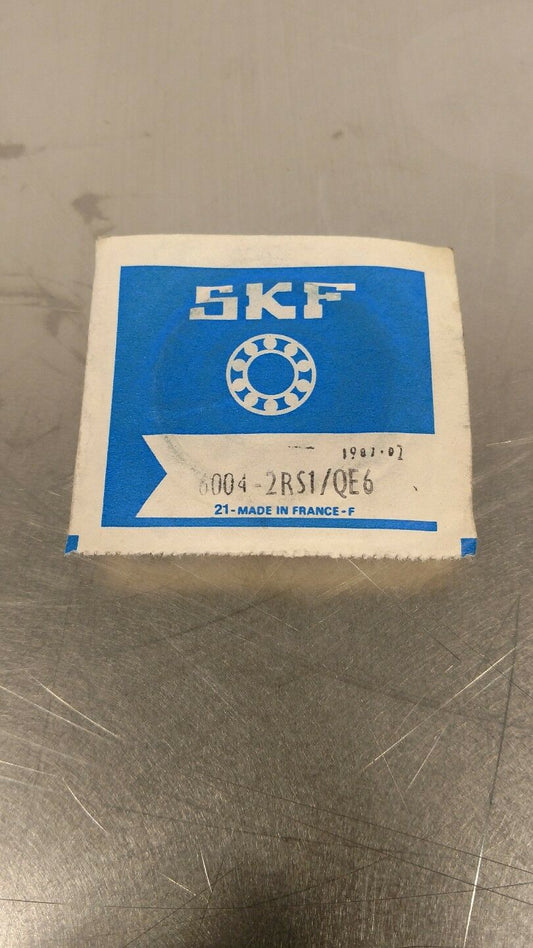 SKF
1987.02
6004-2RS1/QE6
21-MADE IN FRANCE-F